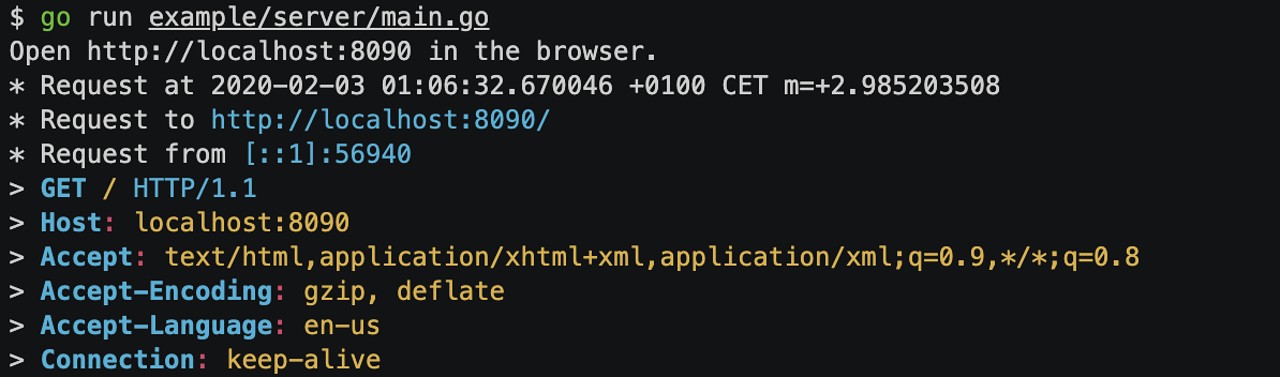 $ go run example/server/main.go
Open http://localhost:8090 in the browser.
* Request at 2020-02-03 01:06:32.670046 +0100 CET m=+2.985203508
* Request to http://localhost:8090/
* Request from [::1]:56940
> GET / HTTP/1.1
> Host: localhost:8090
> Accept: text/html,application/xhtml+xml,application/xml;q=0.9,*/*;q=0.8
> Accept-Encoding: gzip, deflate
> Accept-Language: en-us
> Connection: keep-alive